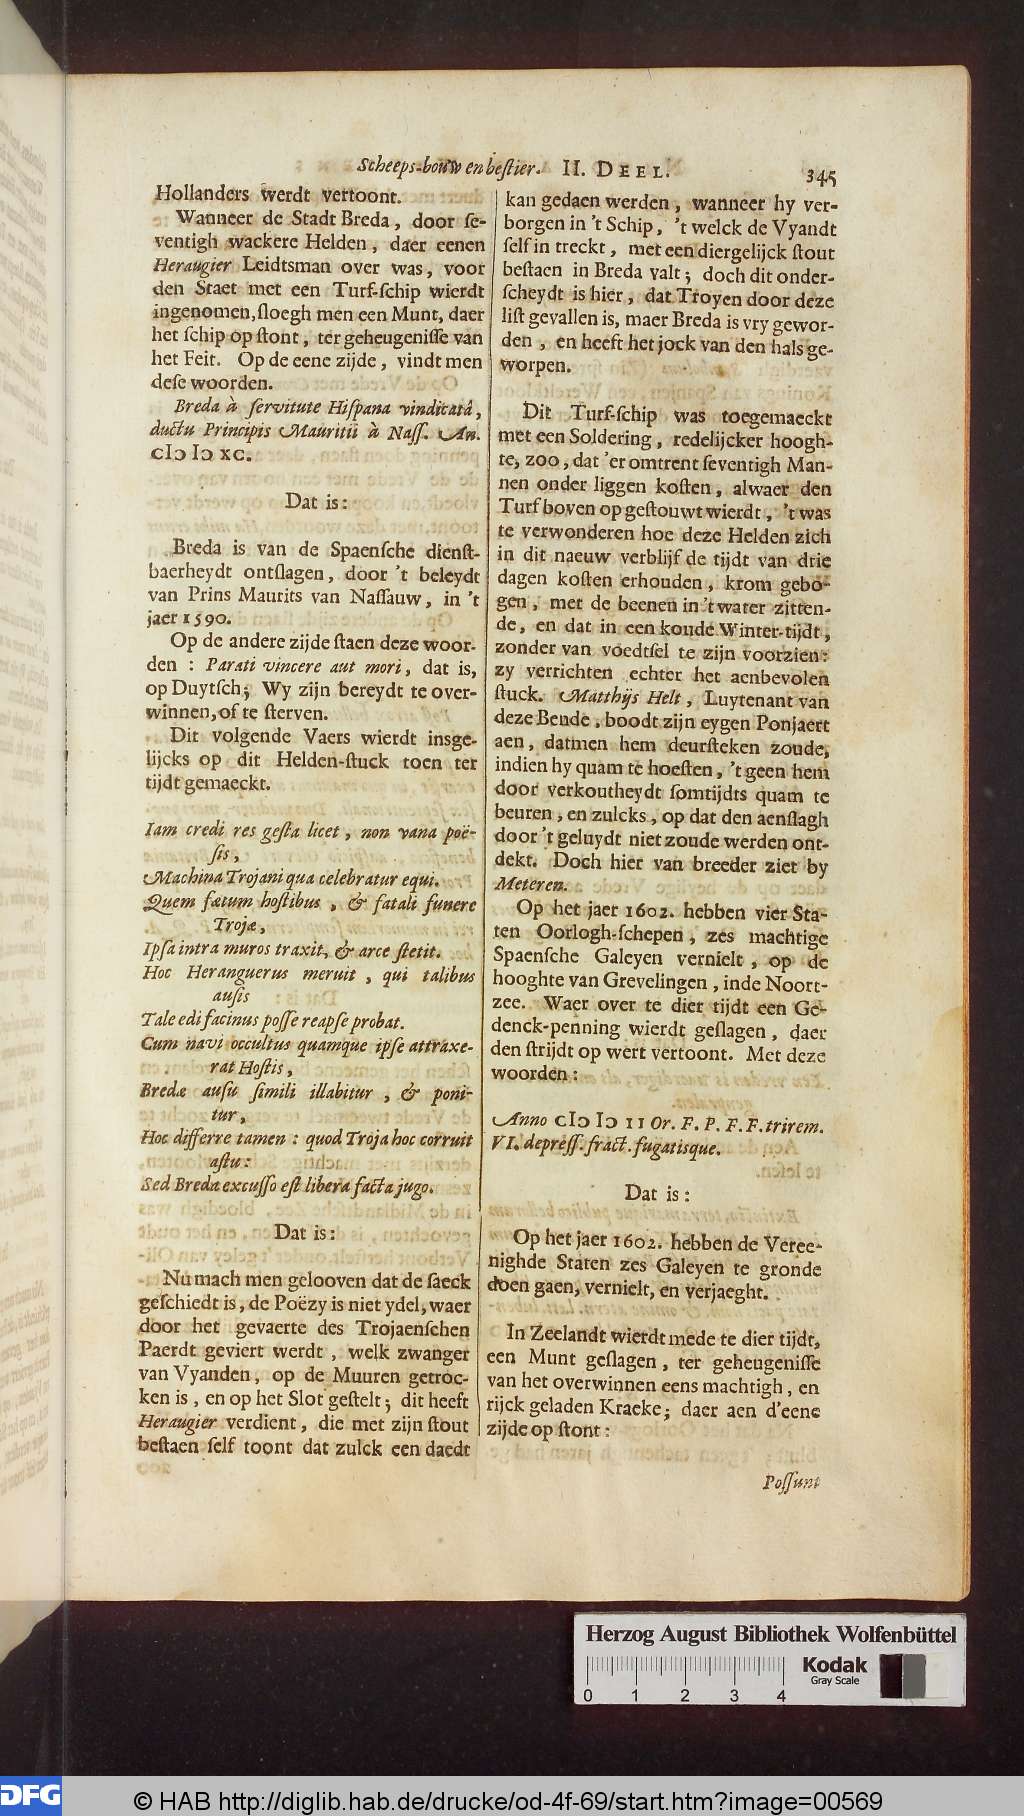 Scheeps-bouw en bestier. II. DEEL. 345
Hollanders werdt vertoont.
Wanneer de Stadt Breda, door se-
ventigh wackere Helden, daer eenen
Heraugier Leidtsman over was, voor
den Staet met een Turf-schip wierdt
ingenomen, sloegh men een Munt, daer
het schip op stont, ter geheugenisse van
het Feit. Op de eene zijde, vindt men
dese woorden.
Breda à servitute Hispana vindicatâ,
ductu Principis Mauritii à Nass. An.
CIↃ IↃ XC.
Dat is:
Breda is van de Spaensche dienst-
baerheydt ontslagen, door 't beleydt
van Prins Maurits van Nassauw, in 't
jaer 1590.
Op de andere zijde staen deze woor-
den: Parati vincere aut mori, dat is,
op Duytsch; Wy zijn bereydt te over-
winnen, of te sterven.
Dit volgende Vaers wierdt insge-
lijcks op dit Helden-stuck toen ter
tijdt gemaeckt.
Iam credi res gesta licet, non vana poë-
sis,
Machina Trojani qua celebratur equi.
Quem fætum hostibus, & fatali funere
Trojæ,
Ipsa intra muros traxit, & arce stetit.
Hoc Heranguerus meruit, qui talibus
ausis
Tale edi facinus posse reapse probat.
Cum navi occultus quamque ipse attraxe-
rat Hostis,
Bredæ ausu simili illabitur, & poni-
tur,
Hoc differre tamen: quod Troja hoc corruit
astu:
Sed Breda excusso est libera facta jugo.
Dat is:
Nu mach men gelooven dat de saeck
geschiedt is, de Poëzy is niet ydel, waer
door het gevaerte des Trojaenschen
Paerdt geviert werdt, welk zwanger
van Vyanden, op de Muuren getroc-
ken is, en op het Slot gestelt; dit heeft
Heraugier verdient, die met zijn stout
bestaen self toont dat zulck een daedt
kan gedaen werden, wanneer hy ver-
borgen in 't Schip, 't welck de Vyandt
self in treckt, met een diergelijck stout
bestaen in Breda valt; doch dit onder-
scheydt is hier, dat Troyen door deze
list gevallen is, maer Breda is vry gewor-
den, en heeft het jock van den hals ge-
worpen.
Dit Turf-schip was toegemaeckt
met een Soldering, redelijcker hoogh-
te, zoo, dat 'er omtrent seventigh Man-
nen onder liggen kosten, alwaer den
Turf boven op gestouwt wierdt, 't was
te verwonderen hoe deze Helden zich
in dit naeuw verblijf de tijdt van drie
dagen kosten erhouden, krom gebo-
gen, met de beenen in 't water zitten-
de, en dat in een koude Winter-tijdt,
zonder van voedtsel te zijn voorzien:
zy verrichten echter het aenbevolen
stuck. Matthijs Helt, Luytenant van
deze Bende, boodt zijn eygen Ponjaert
aen, datmen hem deursteken zoude,
indien hy quam te hoesten, 't geen hem
door verkoutheydt somtijdts quam te
beuren, en zulcks, op dat den aenslagh
door 't geluydt niet zoude werden ont-
dekt. Doch hier van breeder ziet by
Meteren.
Op het jaer 1602. hebben vier Sta-
ten Oorlogh-schepen, zes machtige
Spaensche Galeyen vernielt, op de
hooghte van Grevelingen, inde Noort-
zee. Waer over te dier tijdt een Ge-
denck-penning wierdt geslagen, daer
den strijdt op wert vertoont. Met deze
woorden:
Anno CIↃ IↃ II Or. F. P. F. F. trirem.
VI. depress. fract. fugatisque.
Dat is:
Op het jaer 1602. hebben de Veree-
nighde Staten zes Galeyen te gronde
doen gaen, vernielt, en verjaeght.
In Zeelandt wierdt mede te dier tijdt,
een Munt geslagen, ter geheugenisse
van het overwinnen eens machtigh, en
rijck geladen Kraeke; daer aen d'eene
zijde op stont:
Possunt
Herzog August Bibliothek Wolfenbüttel
Kodak
Gray Scale
0 1 2 3 4
DFG
© HAB http://diglib.hab.de/drucke/od-4f-69/start.htm?image=00569